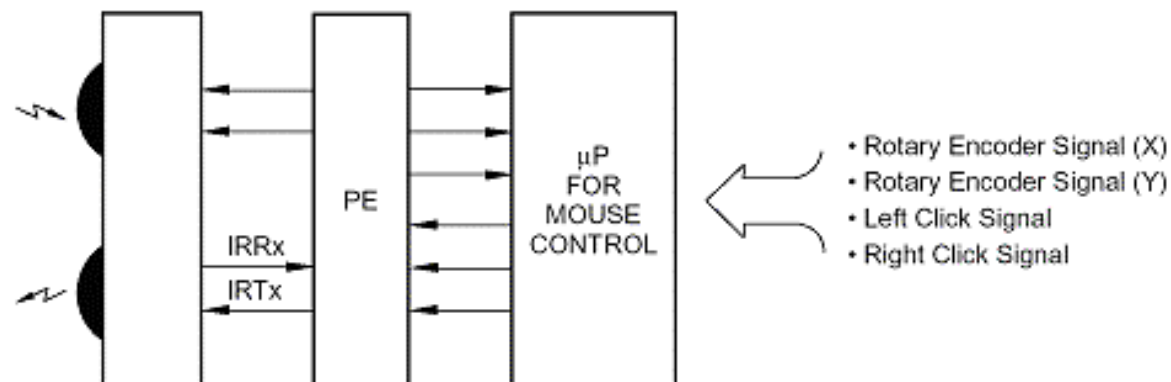 IRRx
IRTx
PE
μP
FOR
MOUSE
CONTROL
• Rotary Encoder Signal (X)
• Rotary Encoder Signal (Y)
• Left Click Signal
• Right Click Signal